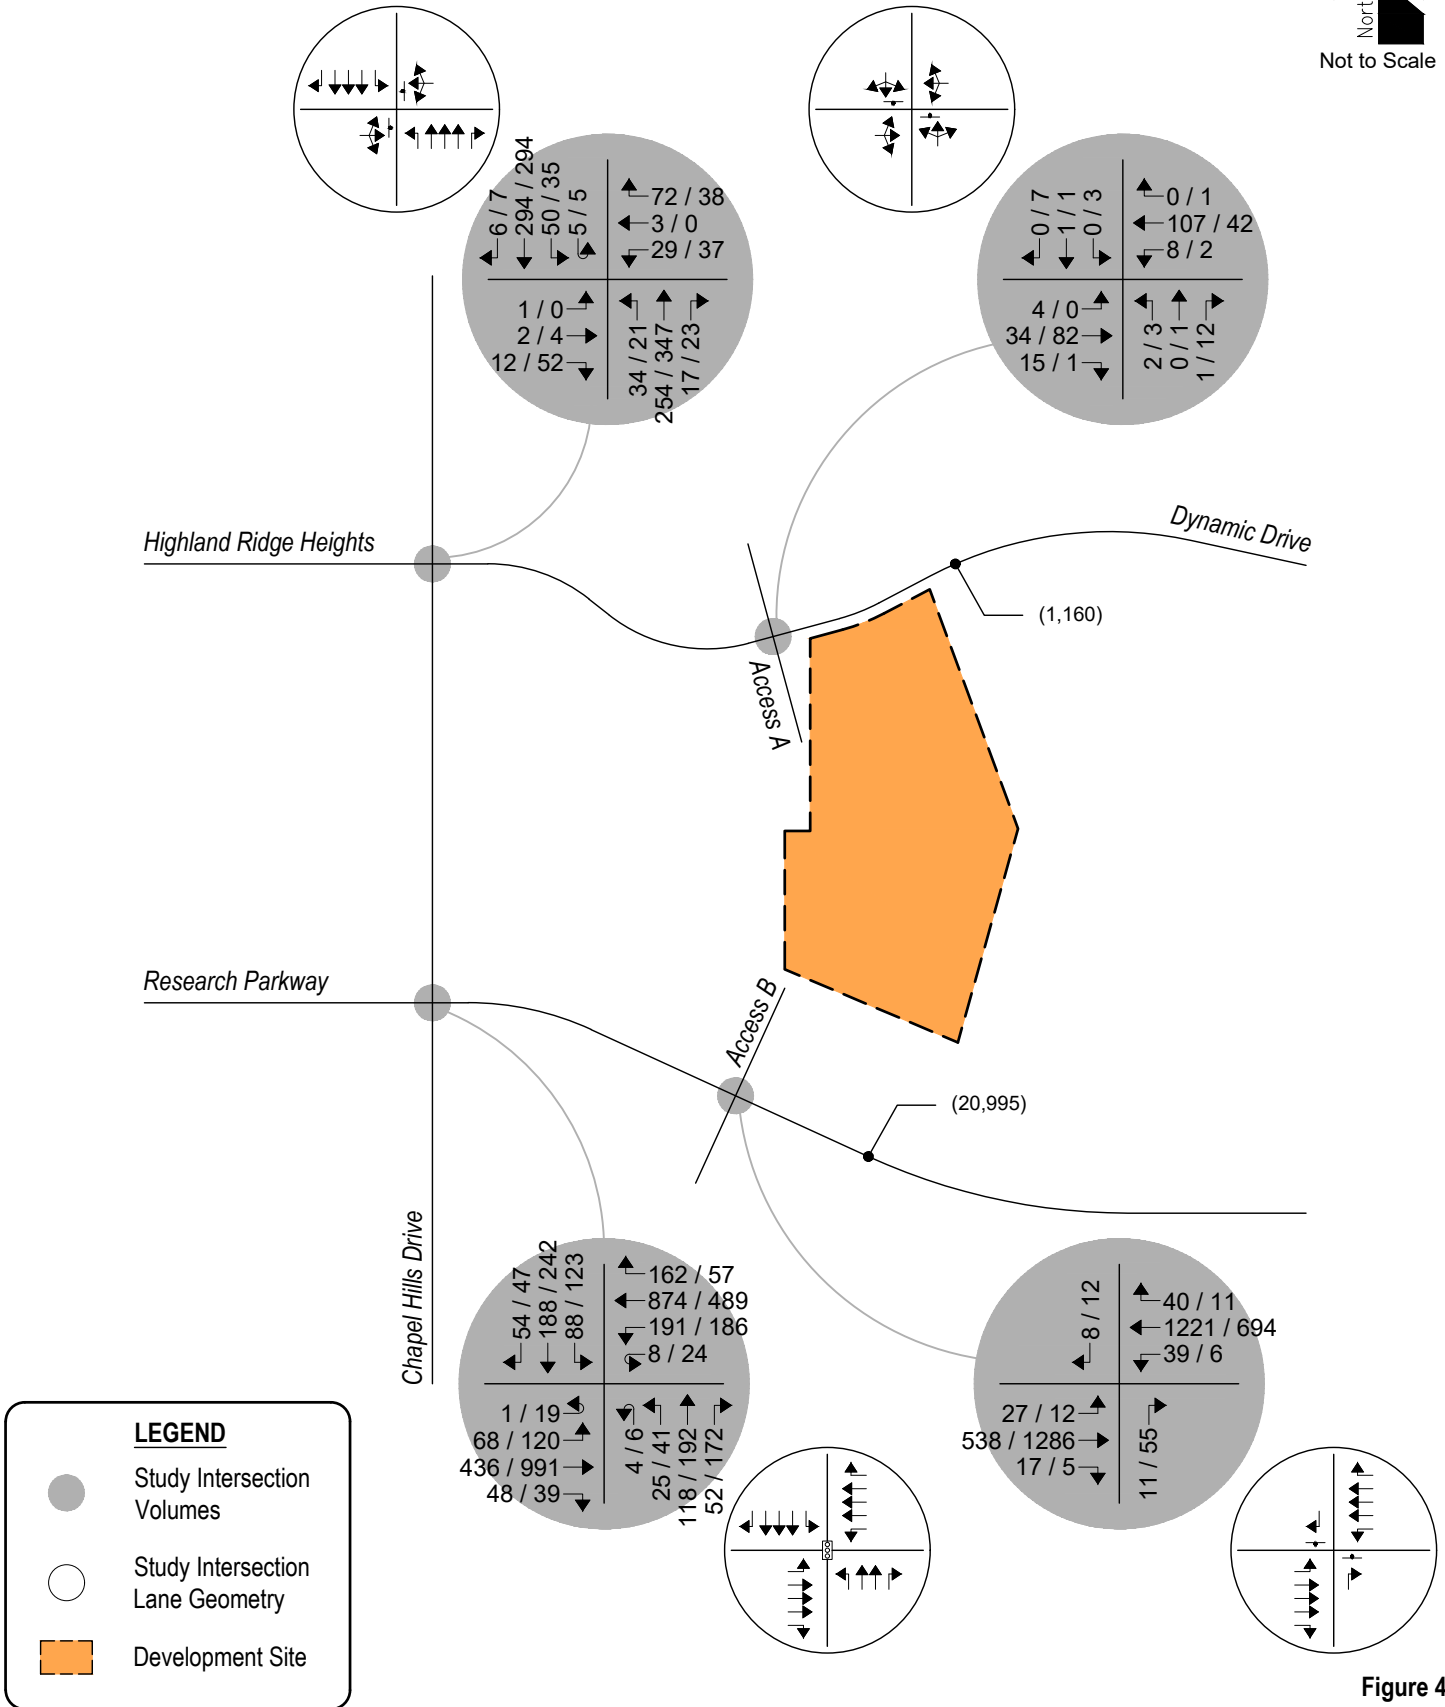 Nort
Not to Scale
6 / 7
294 / 294
50 / 35
5 / 5
72 / 38
3 / 0
29 / 37
1 / 0
2 / 4
12 / 52
34 / 21
254 / 347
17 / 23
0 / 7
1 / 1
0 / 3
0 / 1
107 / 42
8 / 2
4 / 0
34 / 82
15 / 1
2 / 3
0 / 1
1 / 12
Highland Ridge Heights
Dynamic Drive
(1,160)
Access A
Research Parkway
Access B
(20,995)
Chapel Hills Drive
54 / 47
188 / 242
88 / 123
162 / 57
874 / 489
191 / 186
8 / 24
1 / 19
68 / 120
436 / 991
48 / 39
4 / 6
25 / 41
118 / 192
52 / 172
8 / 12
40 / 11
1221 / 694
39 / 6
27 / 12
538 / 1286
17 / 5
11 / 55
LEGEND
Study Intersection
Volumes
Study Intersection
Lane Geometry
Development Site
Figure 4